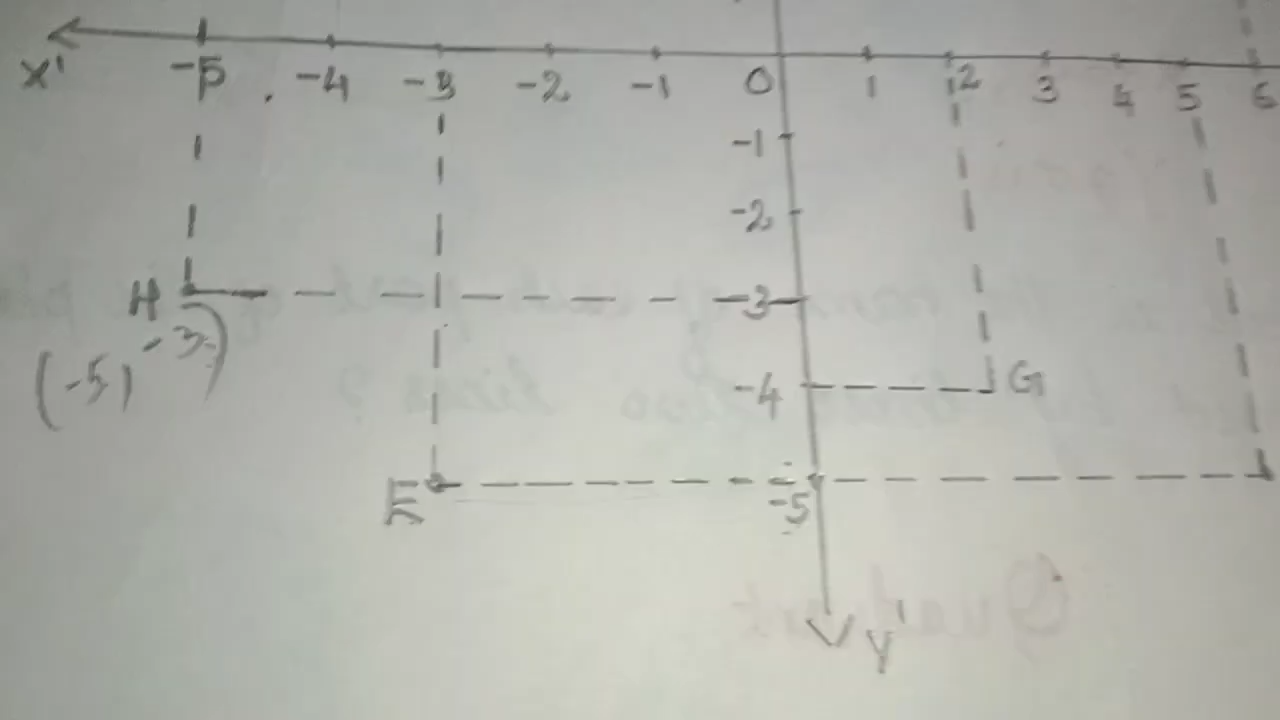 X' -5 -4 -3 -2 -1 0 1 2 3 4 5 6
-1
-2
H -3
(-5, -3)
-4 G
E -5
Y'